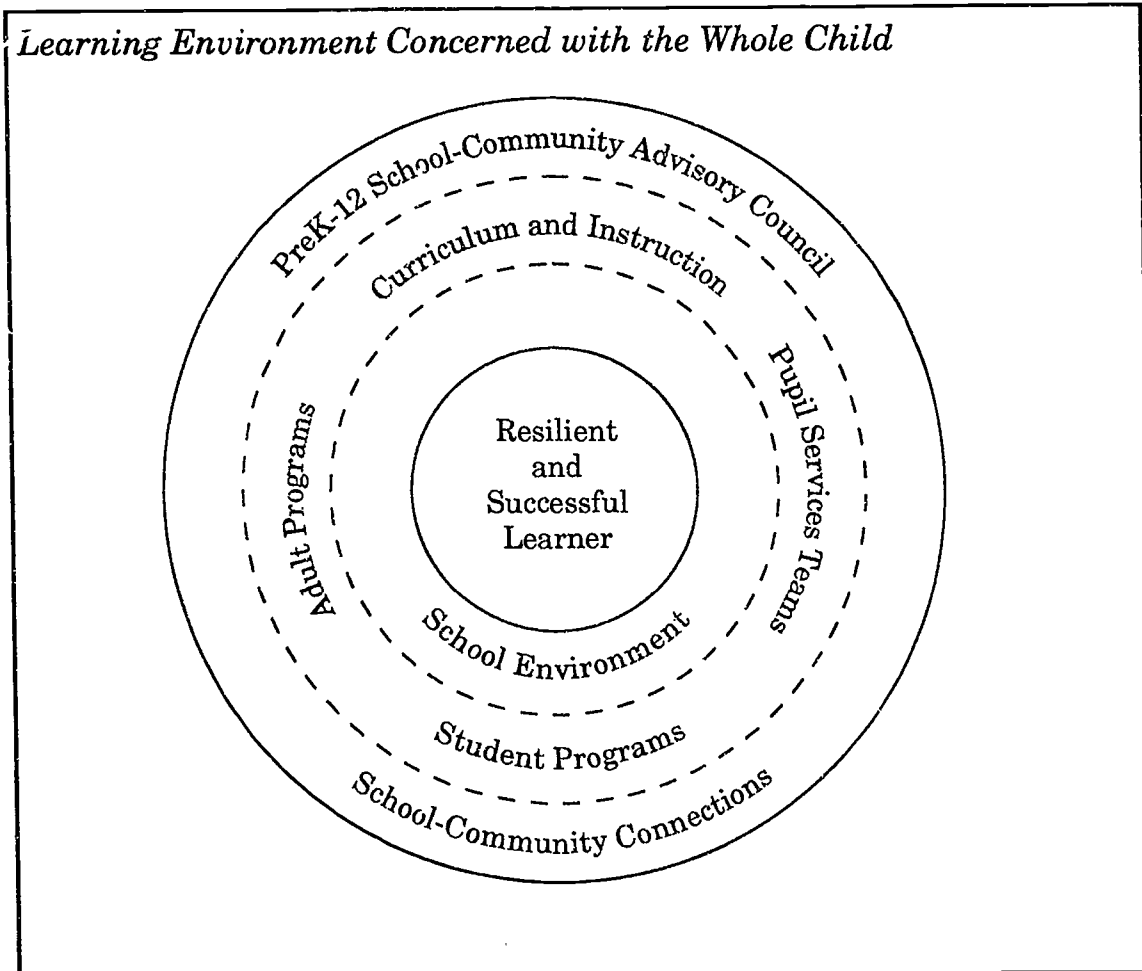 Learning Environment Concerned with the Whole Child
PreK-12 School-Community Advisory Council
Curriculum and Instruction
Pupil Services Teams
Adult Programs
Resilient
and
Successful
Learner
School Environment
Student Programs
School-Community Connections